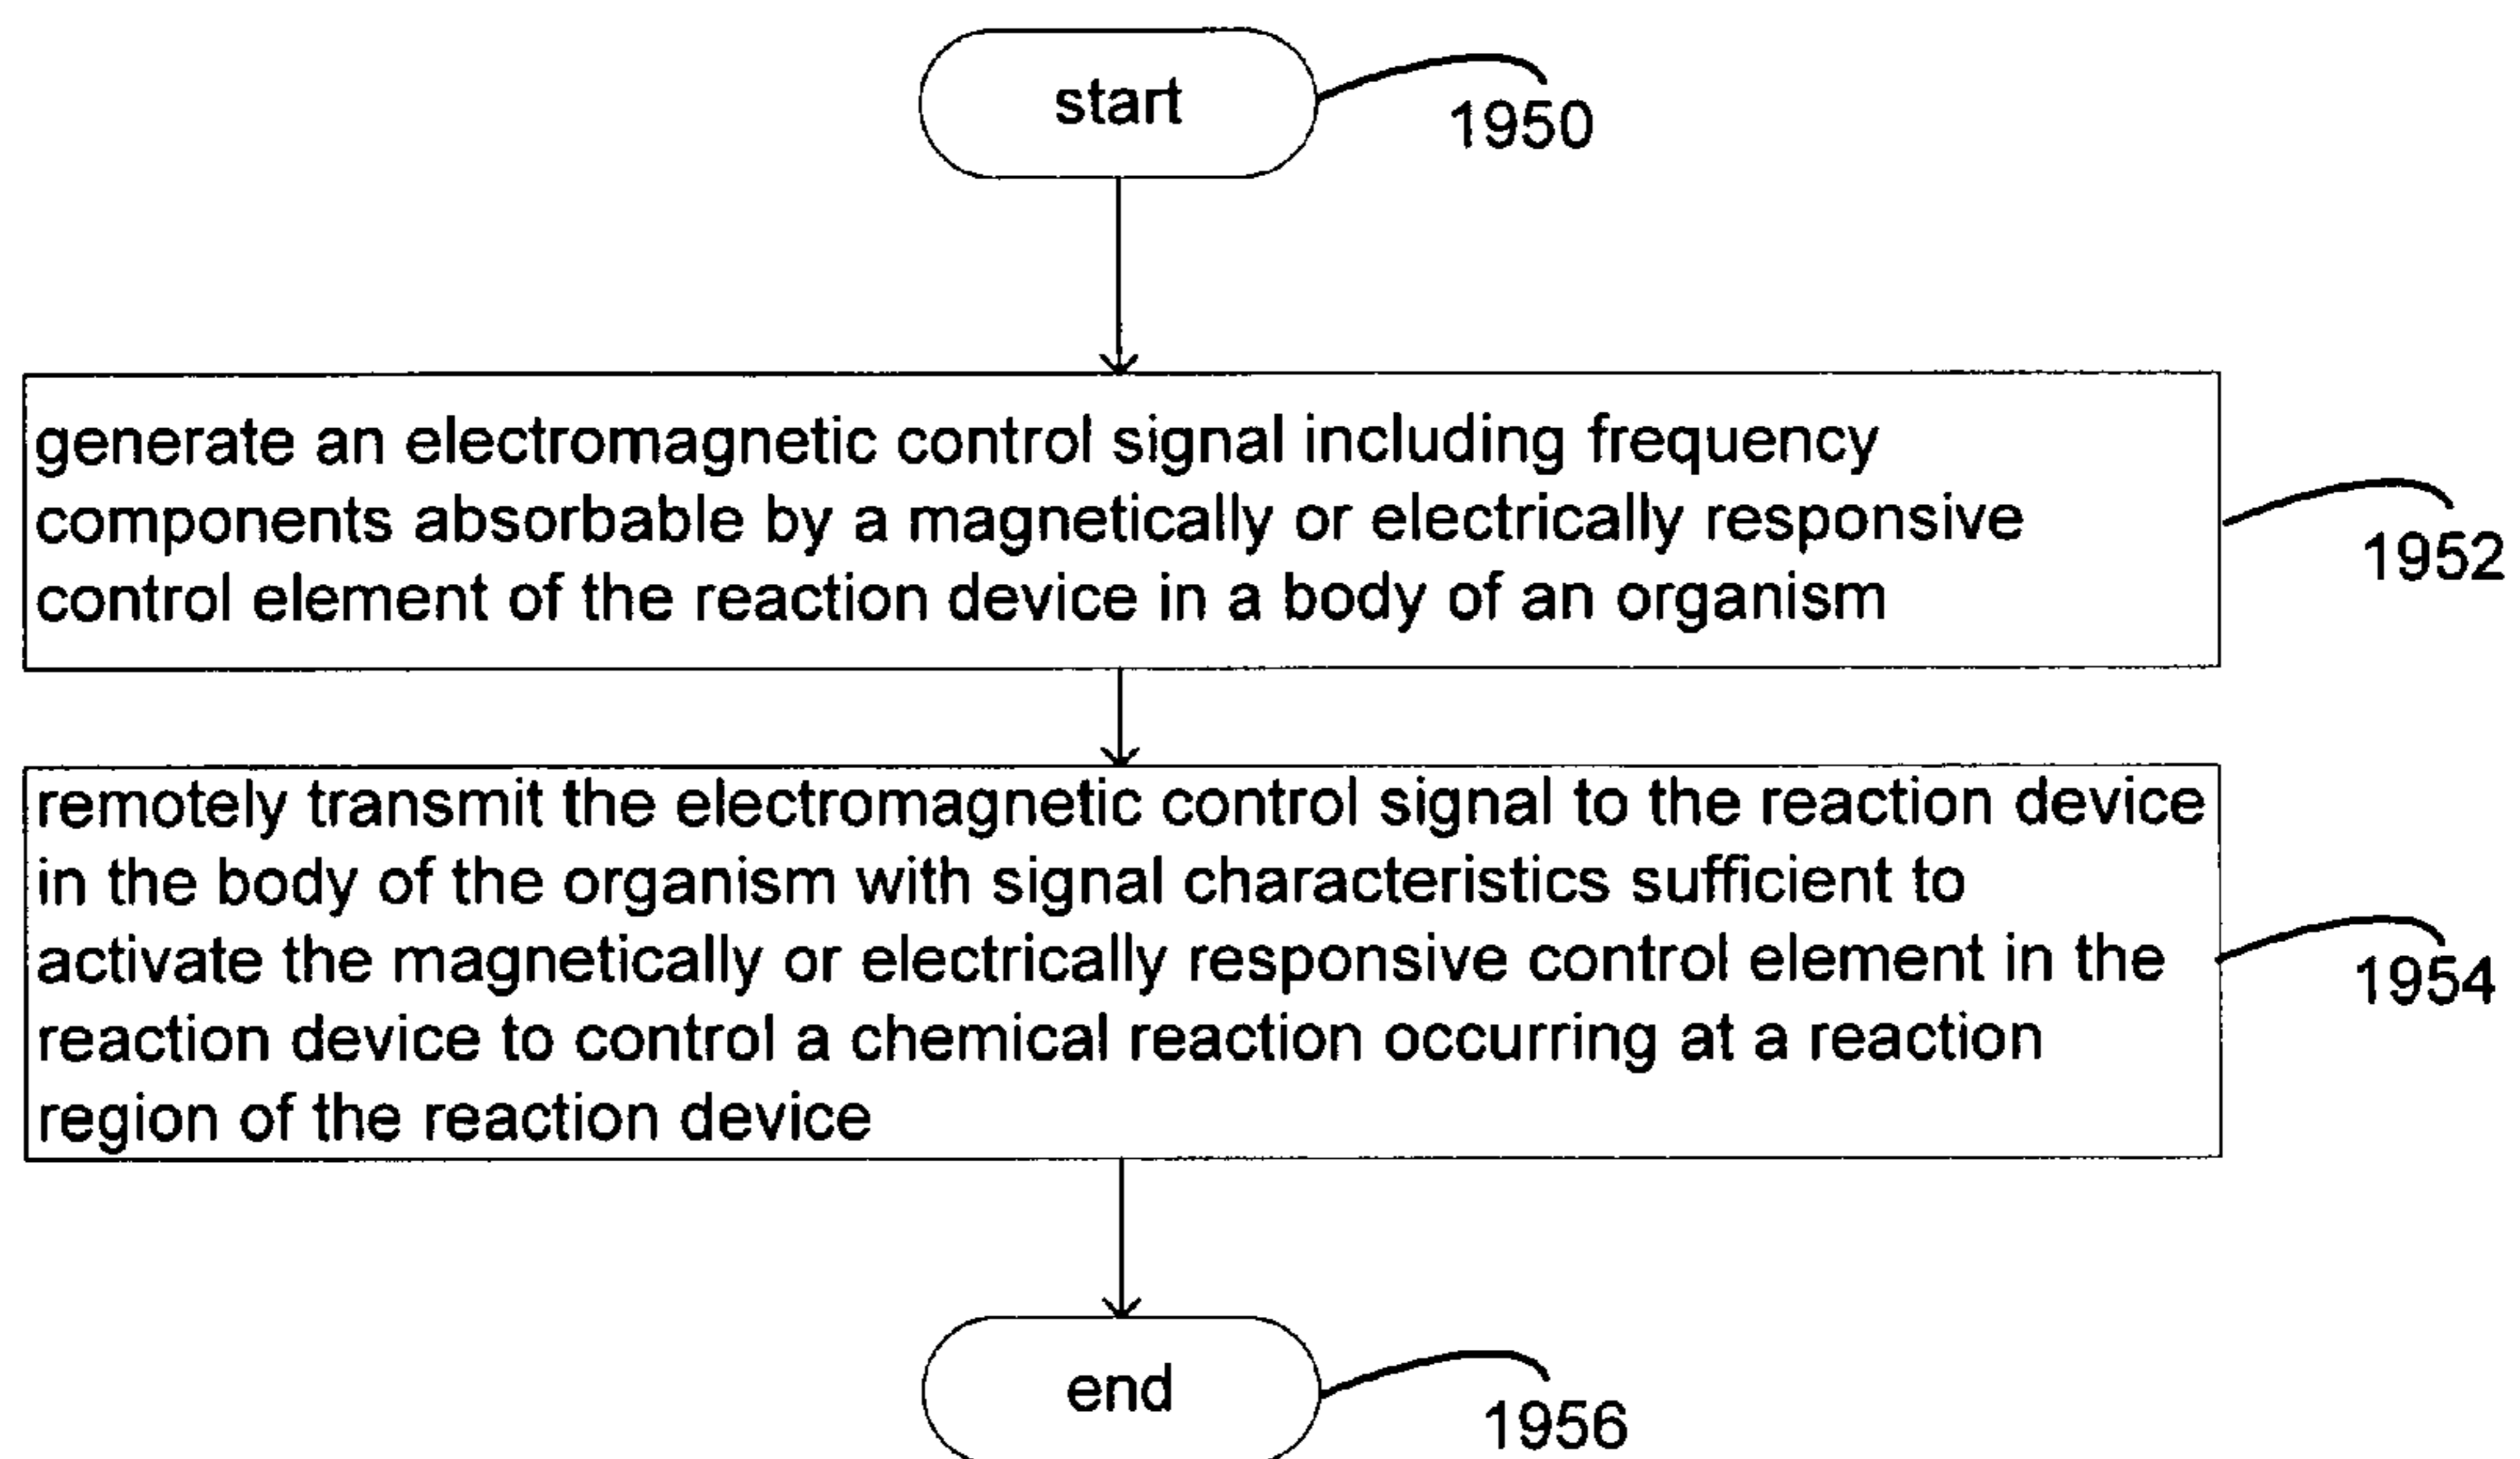 start
1950
generate an electromagnetic control signal including frequency
components absorbable by a magnetically or electrically responsive
control element of the reaction device in a body of an organism
1952
remotely transmit the electromagnetic control signal to the reaction device
in the body of the organism with signal characteristics sufficient to
activate the magnetically or electrically responsive control element in the
reaction device to control a chemical reaction occurring at a reaction
region of the reaction device
1954
end
1956